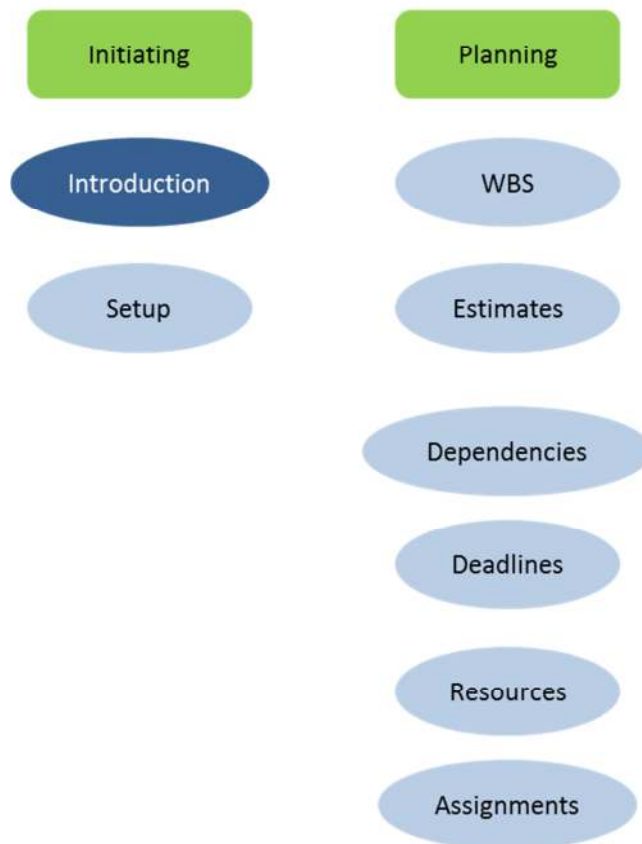 Initiating
Planning
Introduction
WBS
Setup
Estimates
Dependencies
Deadlines
Resources
Assignments